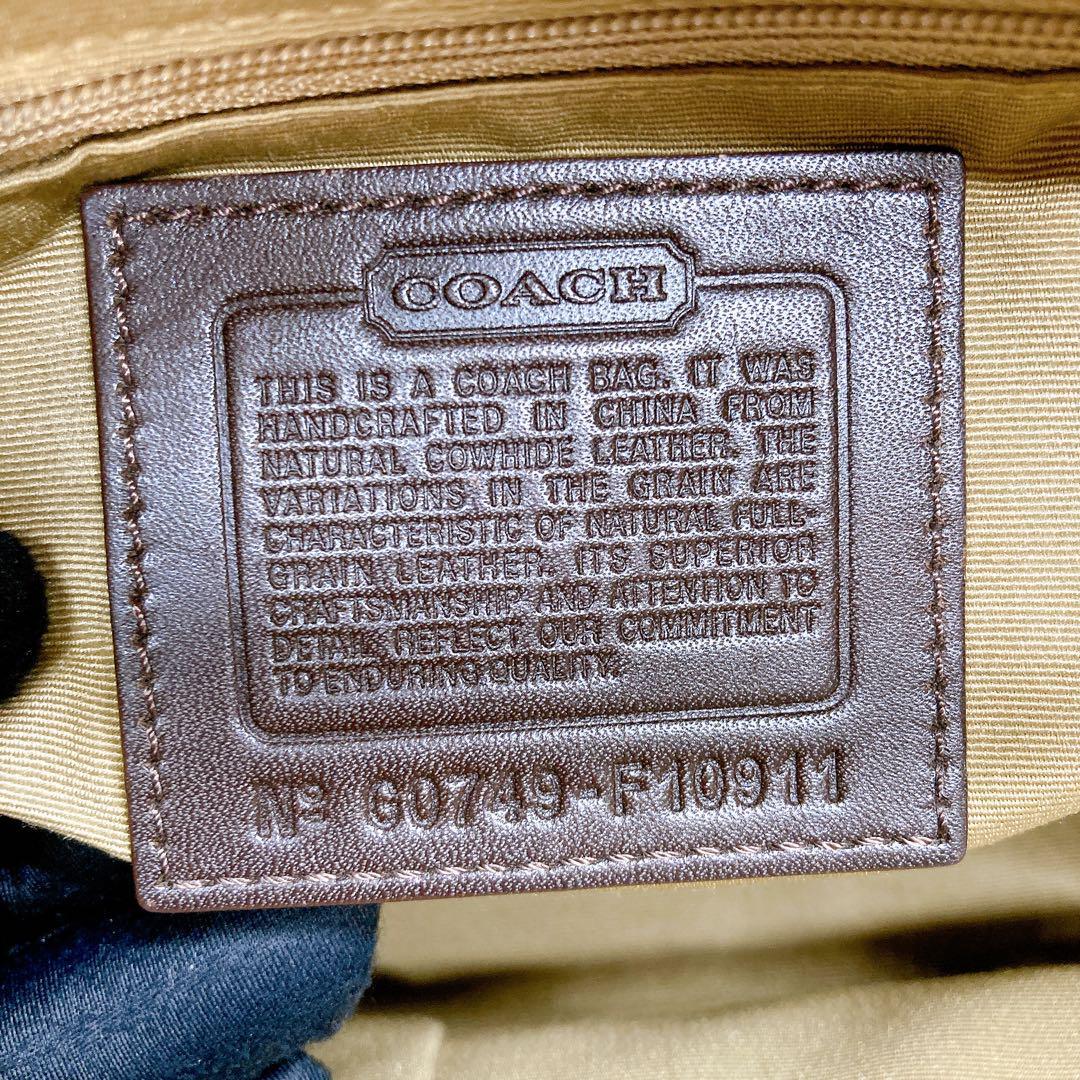 COACH
THIS IS A COACH BAG. IT WAS
HANDCRAFTED IN CHINA FROM
NATURAL COWHIDE LEATHER. THE
VARIATIONS IN THE GRAIN ARE
CHARACTERISTIC OF NATURAL FULL-
GRAIN LEATHER. ITS SUPERIOR
CRAFTSMANSHIP AND ATTENTION TO
DETAIL REFLECT OUR COMMITMENT
TO ENDURING QUALITY.
Nº G0749-F10911